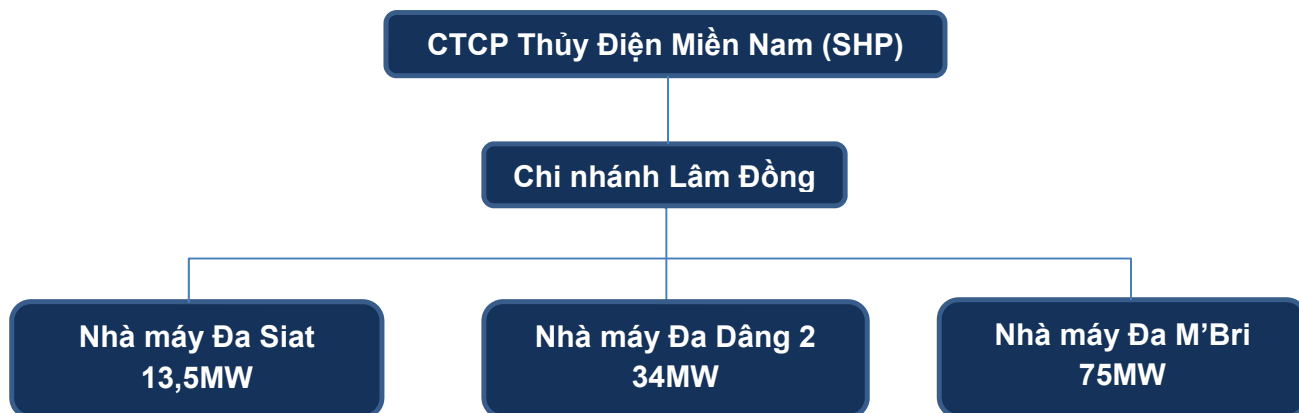 CTCP Thủy Điện Miền Nam (SHP)
Chi nhánh Lâm Đồng
Nhà máy Đa Siat
13,5MW
Nhà máy Đa Dâng 2
34MW
Nhà máy Đa M’Bri
75MW